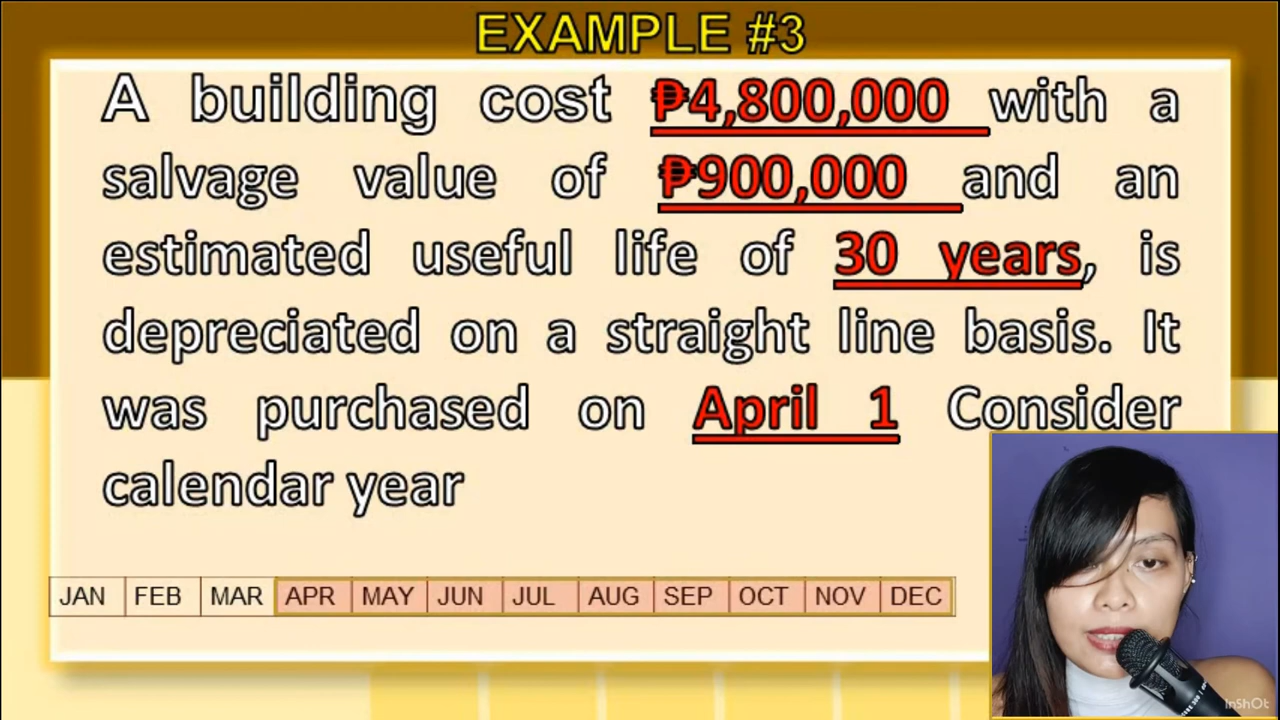 EXAMPLE #3
A building cost ₱4,800,000 with a
salvage value of ₱900,000 and an
estimated useful life of 30 years, is
depreciated on a straight line basis. It
was purchased on April 1 Consider
calendar year
JAN FEB MAR APR MAY JUN JUL AUG SEP OCT NOV DEC
InShOt